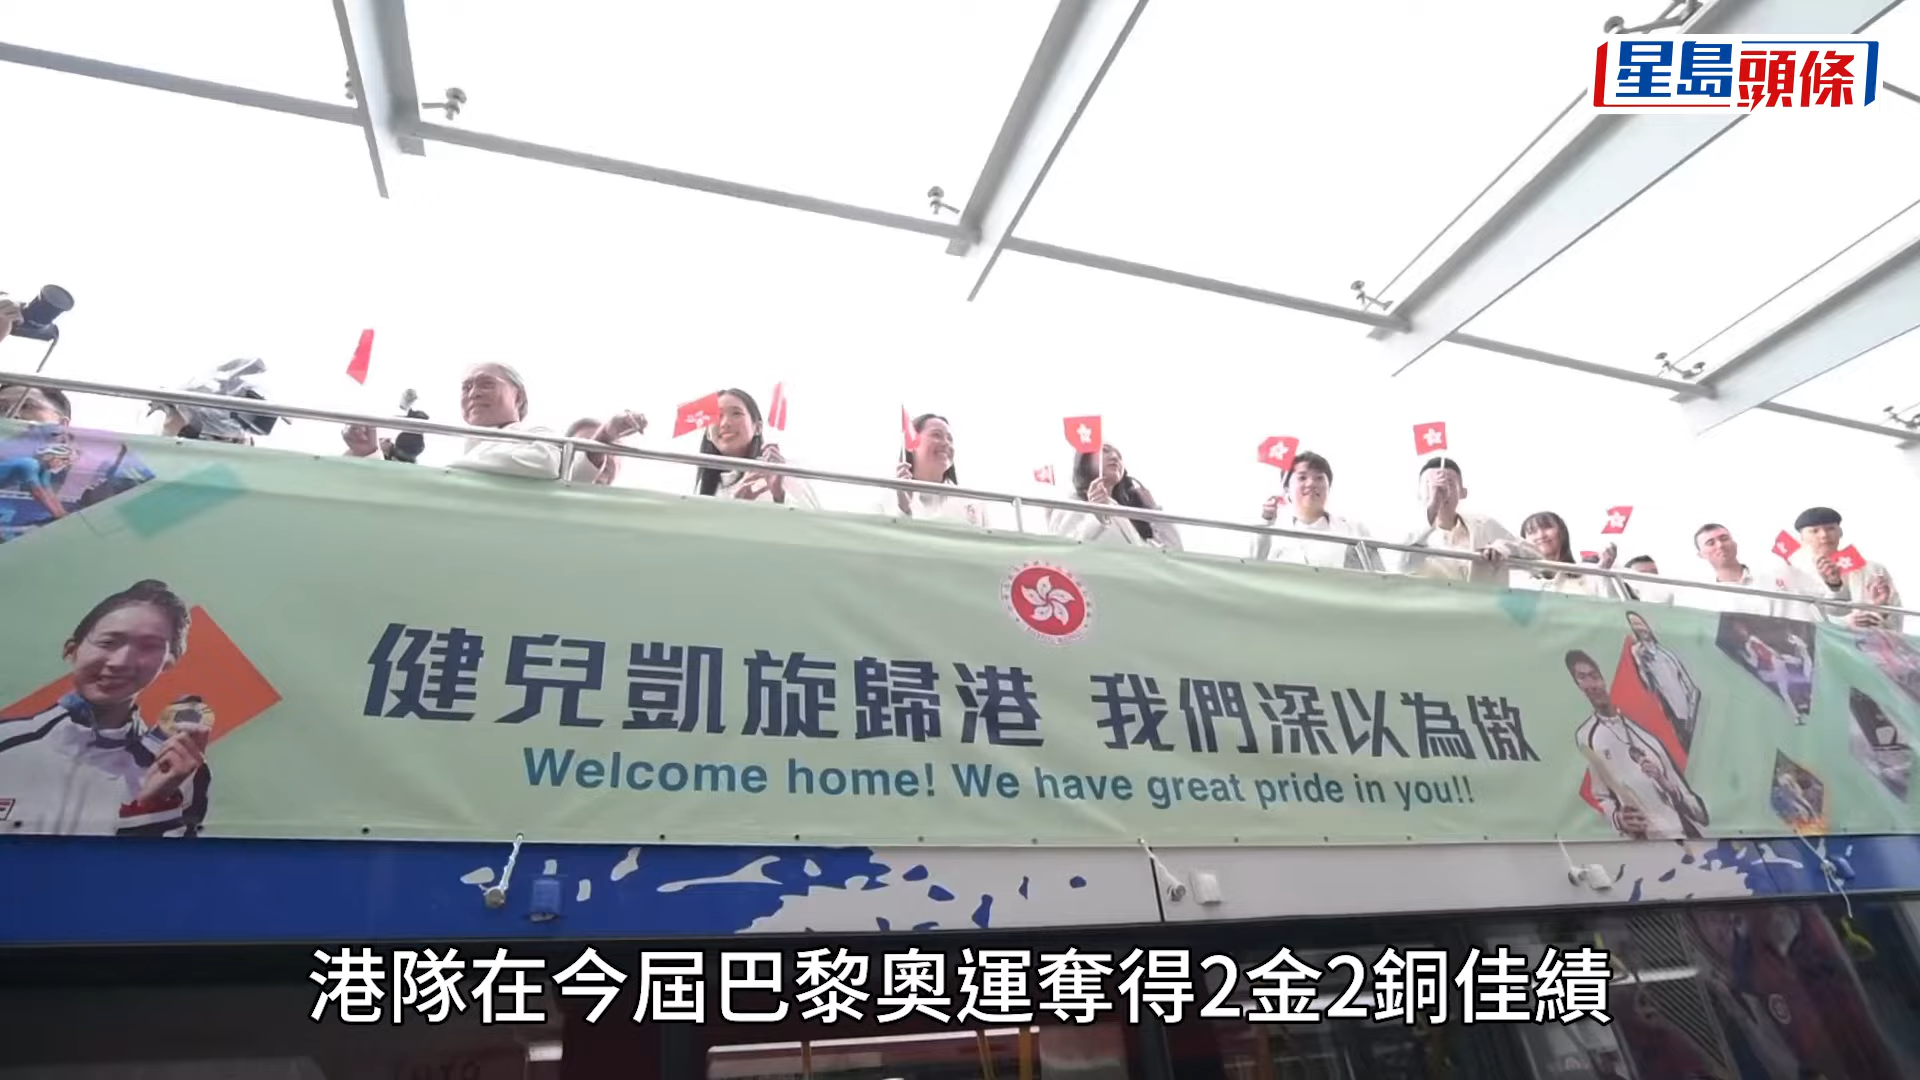 星島頭條
健兒凱旋歸港 我們深以為傲
Welcome home! We have great pride in you!!
港隊在今屆巴黎奧運奪得2金2銅佳績